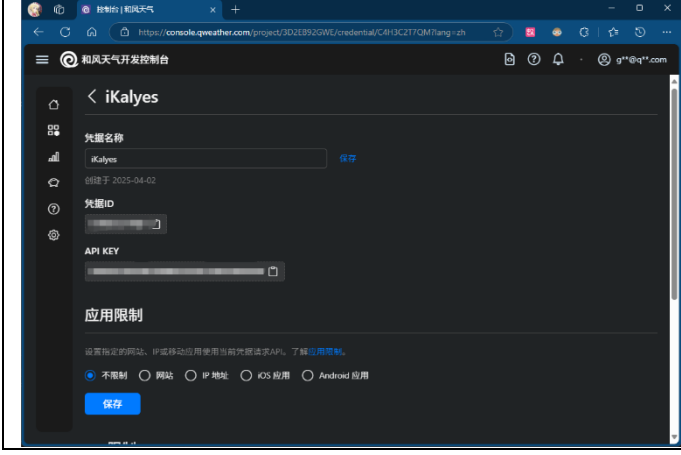 控制台 | 和风天气
https://console.qweather.com/project/3D2EB92GWE/credential/C4H3C2T7QM?lang=zh
和风天气开发控制台
g**@q**.com
iKalyes
凭据名称
iKalyes
保存
创建于 2025-04-02
凭据ID
API KEY
应用限制
设置指定的网站、IP或移动应用使用当前凭据请求API。了解应用限制。
不限制 网站 IP 地址 iOS 应用 Android 应用
保存